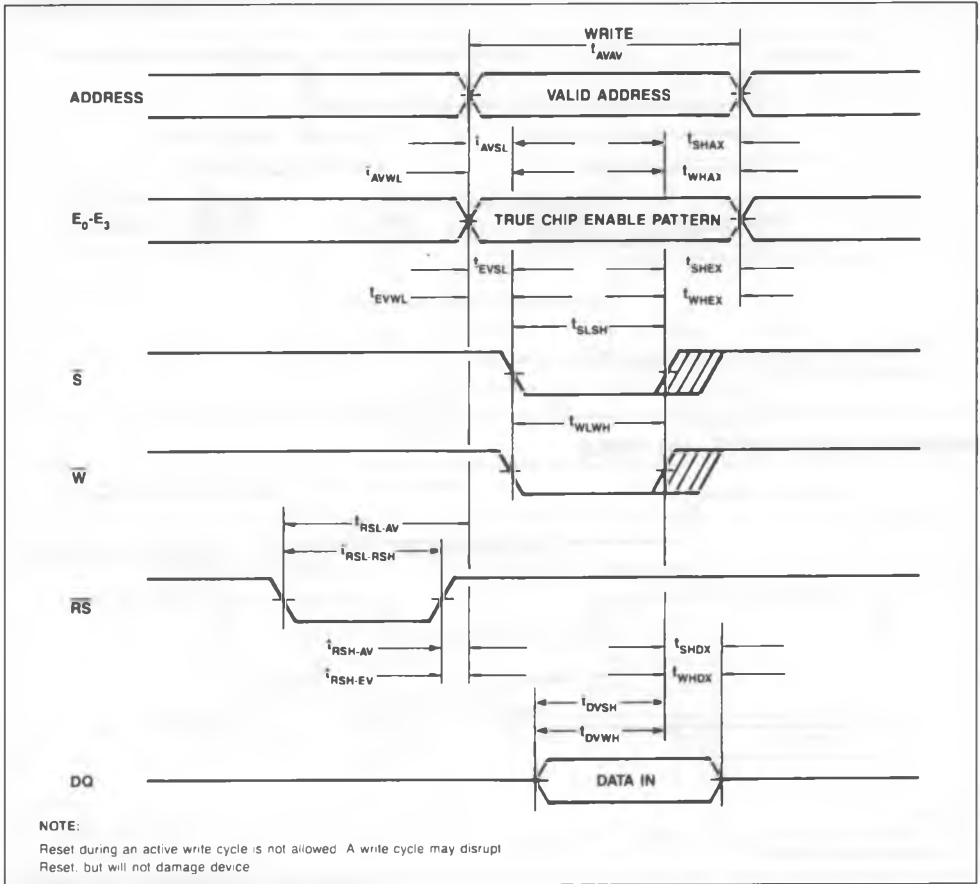 WRITE
tAVAV
ADDRESS
VALID ADDRESS
tAVSL
tSHAX
tAVWL
tWHAX
E0-E3
TRUE CHIP ENABLE PATTERN
tEVSL
tSHEX
tEVWL
tWHEX
tSLSH
S̅
tWLWH
W̅
tRSL-AV
tRSL-RSH
R̅S̅
tRSH-AV
tSHDX
tRSH-EV
tWHDX
tDVSH
tDVWH
DQ
DATA IN
NOTE:
Reset during an active write cycle is not allowed A write cycle may disrupt
Reset, but will not damage device